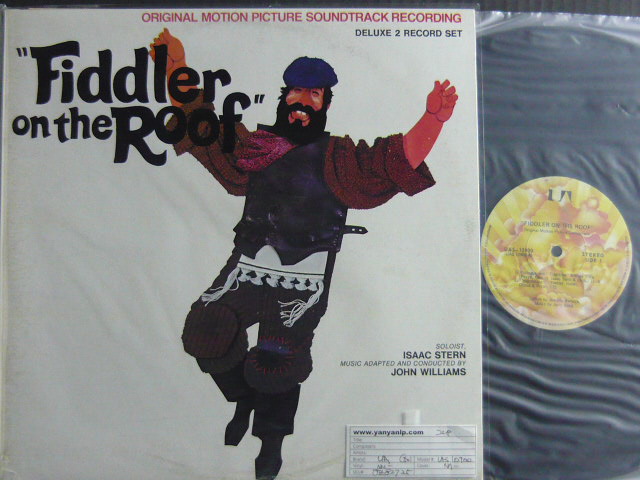 ORIGINAL MOTION PICTURE SOUNDTRACK RECORDING
DELUXE 2 RECORD SET
"Fiddler
on the Roof"
SOLOIST,
ISAAC STERN
MUSIC ADAPTED AND CONDUCTED BY
JOHN WILLIAMS
www.yanyanlp.com
Title
UA
"FIDDLER ON THE ROOF"
STEREO
SIDE 1